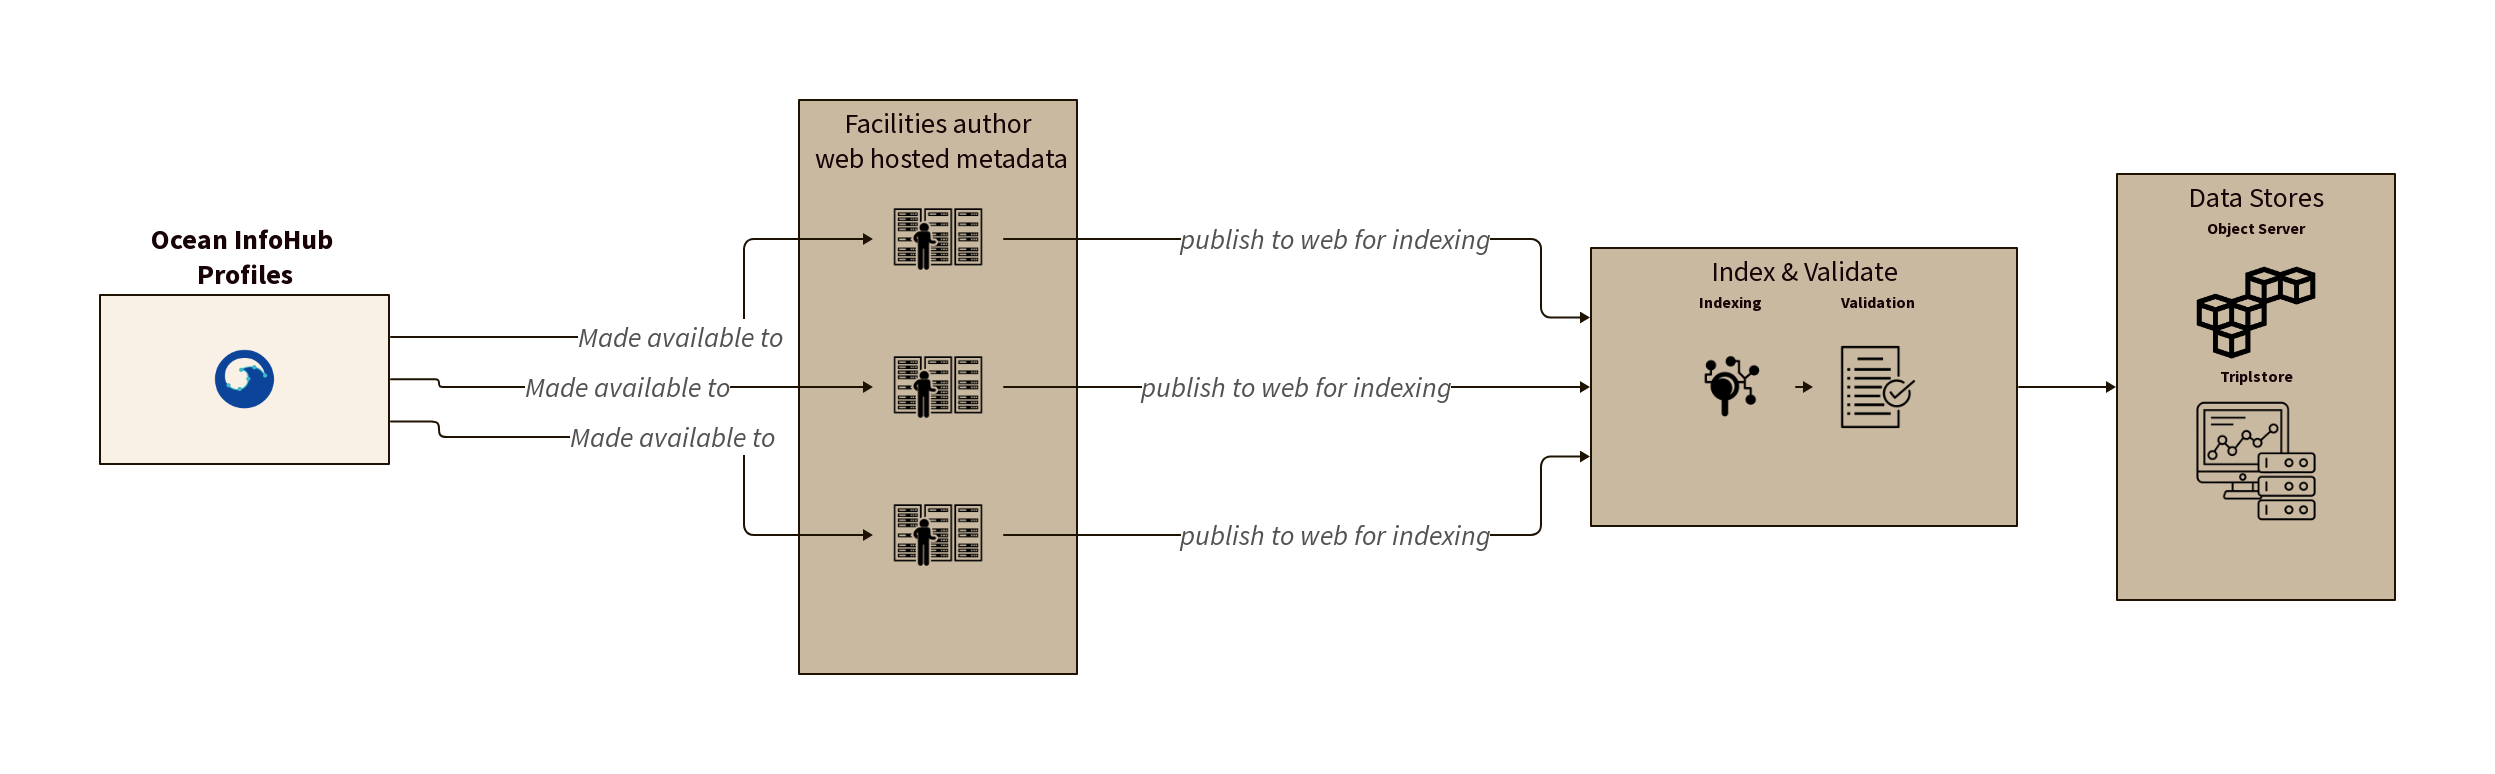 Ocean InfoHub
Profiles
Made available to
Made available to
Made available to
Facilities author
web hosted metadata
publish to web for indexing
publish to web for indexing
publish to web for indexing
Index & Validate
Indexing
Validation
Data Stores
Object Server
Triplstore